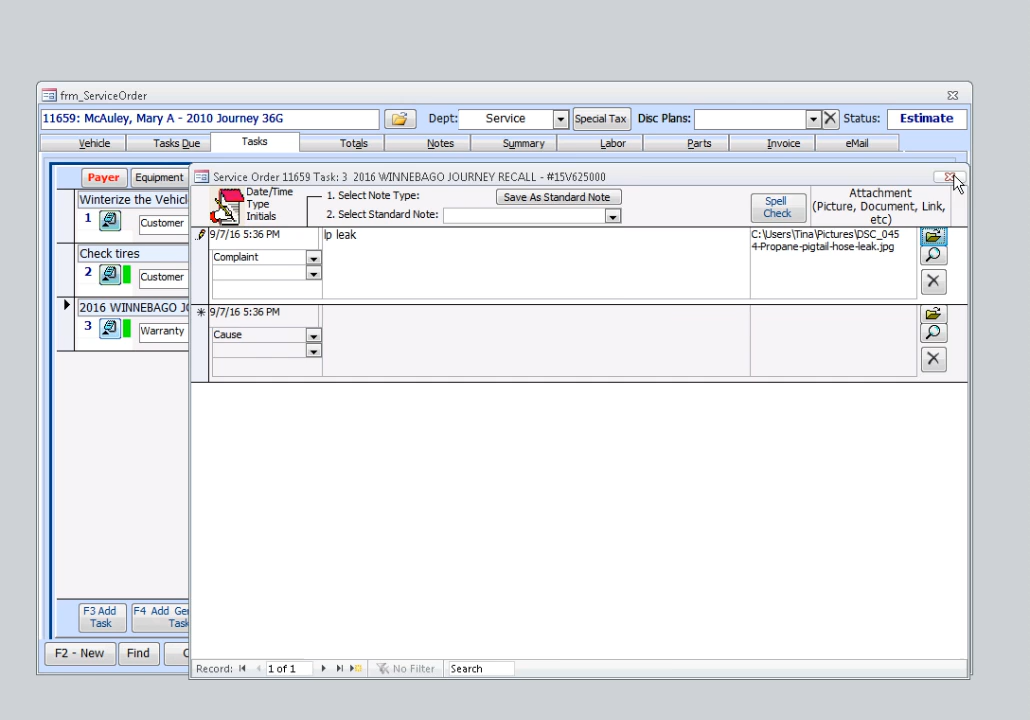 frm_ServiceOrder
11659: McAuley, Mary A - 2010 Journey 36G
Dept: Service
Special Tax
Disc Plans:
Status: Estimate
Vehicle
Tasks Due
Tasks
Totals
Notes
Summary
Labor
Parts
Invoice
eMail
Payer
Equipment
Winterize the Vehicl
1
Customer
Check tires
2
Customer
2016 WINNEBAGO JO
3
Warranty
F3 Add
Task
F4 Add Ge
Task
F2 - New
Find
Service Order 11659 Task: 3 2016 WINNEBAGO JOURNEY RECALL - #15V625000
Date/Time
Type
Initials
1. Select Note Type:
2. Select Standard Note:
Save As Standard Note
Spell
Check
Attachment
(Picture, Document, Link,
etc)
9/7/16 5:36 PM
lp leak
C:\Users\Tina\Pictures\DSC_045
4-Propane-pigtail-hose-leak.jpg
Complaint
9/7/16 5:36 PM
Cause
Record: 1 of 1
No Filter
Search